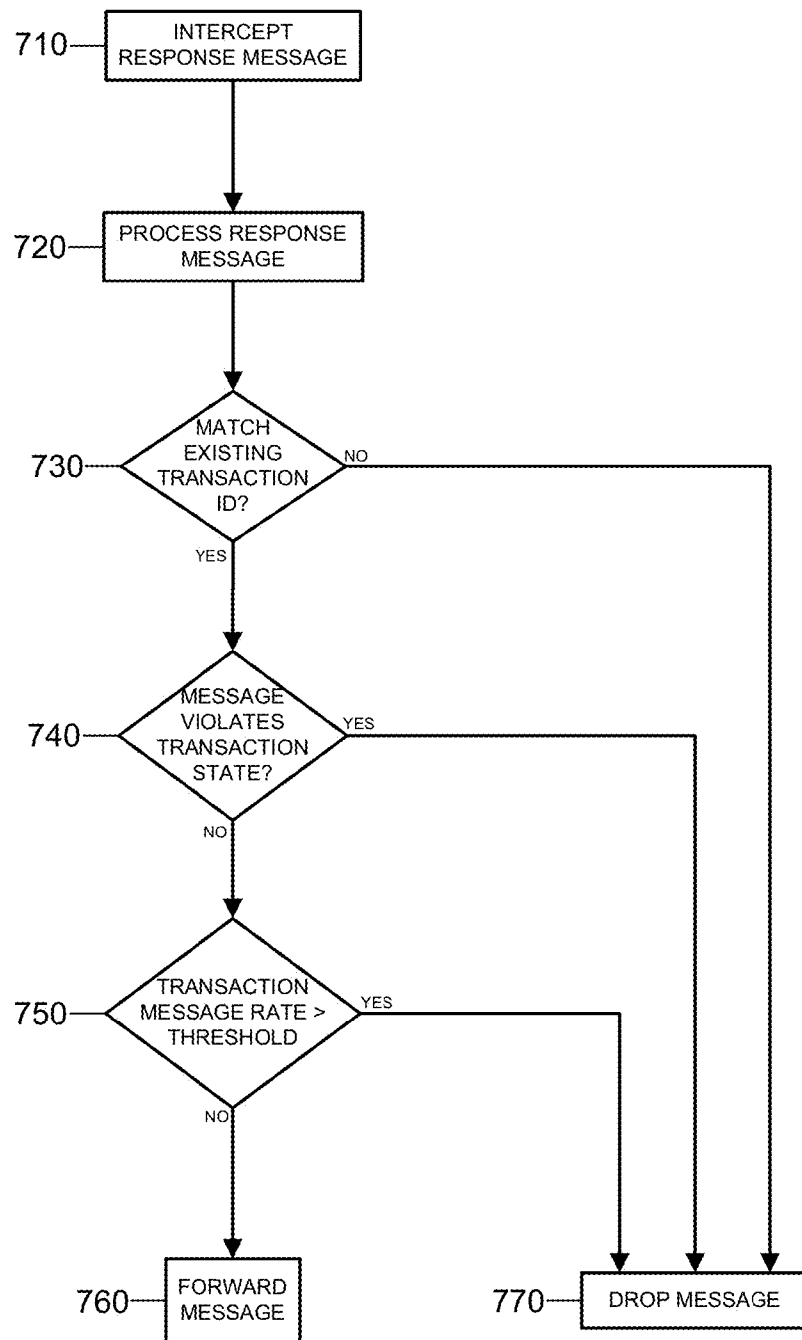 710
INTERCEPT
RESPONSE MESSAGE
720
PROCESS RESPONSE
MESSAGE
730
MATCH
EXISTING
TRANSACTION
ID?
NO
YES
740
MESSAGE
VIOLATES
TRANSACTION
STATE?
YES
NO
750
TRANSACTION
MESSAGE RATE >
THRESHOLD
YES
NO
760
FORWARD
MESSAGE
770
DROP MESSAGE